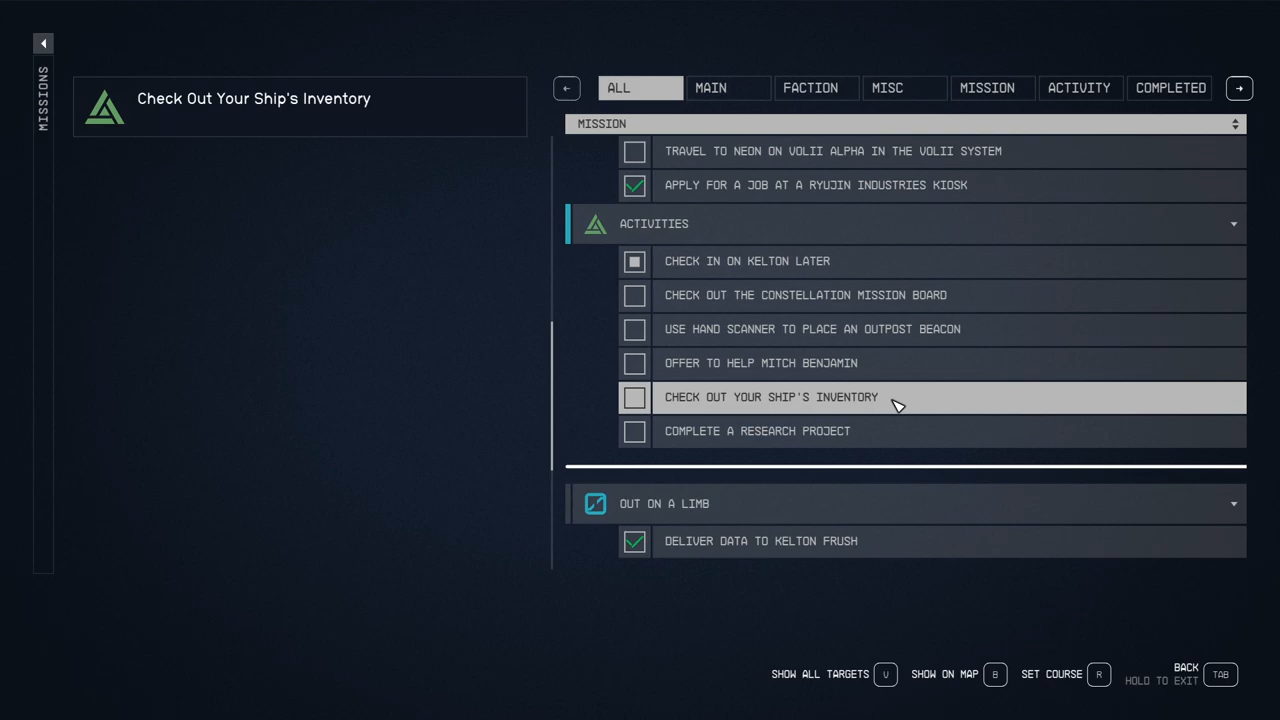 MISSIONS
Check Out Your Ship's Inventory
ALL
MAIN
FACTION
MISC
MISSION
ACTIVITY
COMPLETED
MISSION
TRAVEL TO NEON ON VOLII ALPHA IN THE VOLII SYSTEM
APPLY FOR A JOB AT A RYUJIN INDUSTRIES KIOSK
ACTIVITIES
CHECK IN ON KELTON LATER
CHECK OUT THE CONSTELLATION MISSION BOARD
USE HAND SCANNER TO PLACE AN OUTPOST BEACON
OFFER TO HELP MITCH BENJAMIN
CHECK OUT YOUR SHIP'S INVENTORY
COMPLETE A RESEARCH PROJECT
OUT ON A LIMB
DELIVER DATA TO KELTON FRUSH
SHOW ALL TARGETS V
SHOW ON MAP B
SET COURSE R
BACK
HOLD TO EXIT TAB